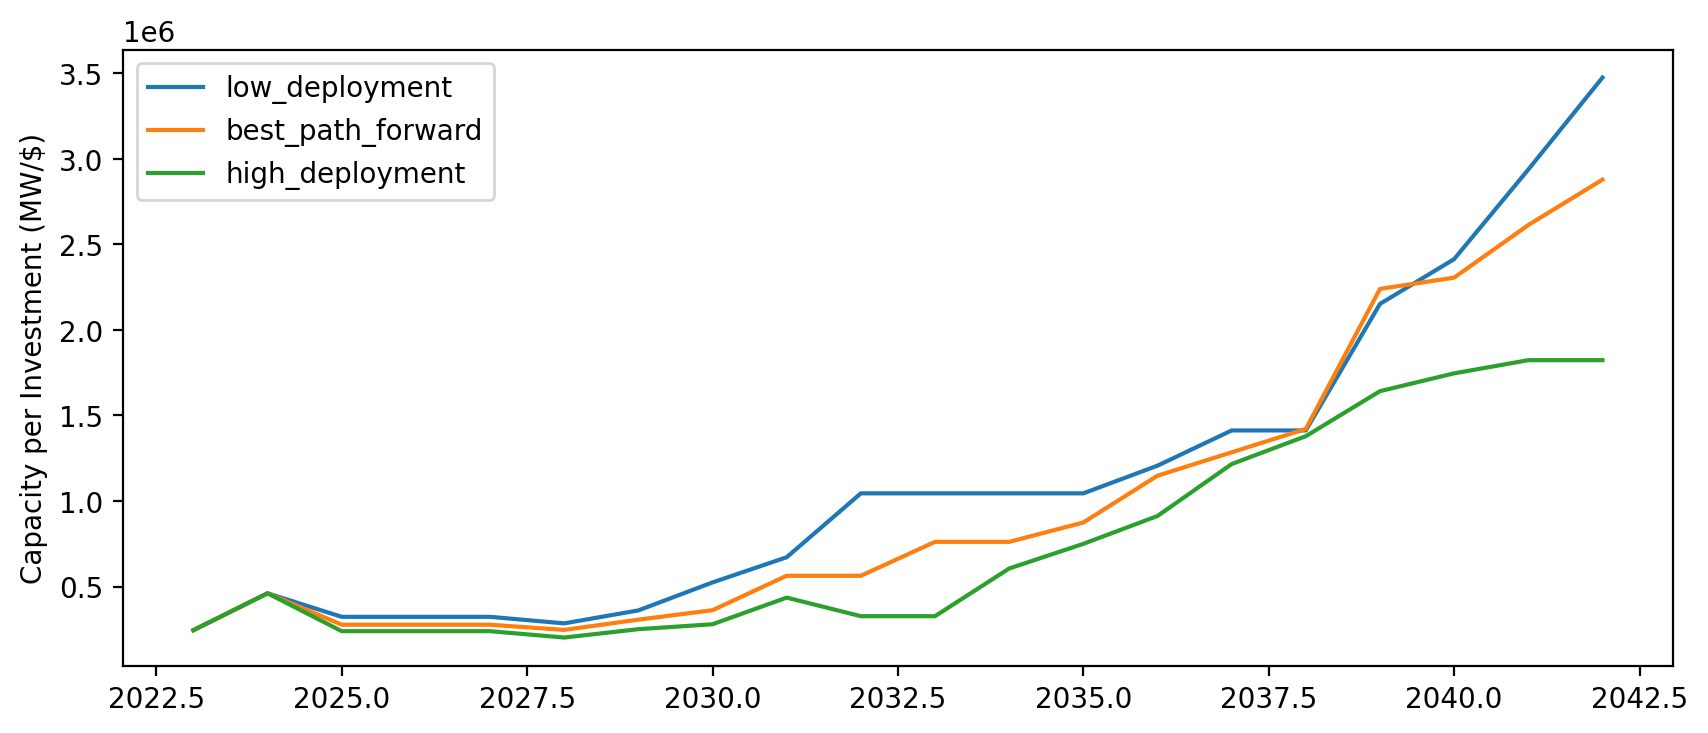 1e6
3.5
3.0
2.5
2.0
1.5
1.0
0.5
Capacity per Investment (MW/$)
low_deployment
best_path_forward
high_deployment
2022.5 2025.0 2027.5 2030.0 2032.5 2035.0 2037.5 2040.0 2042.5